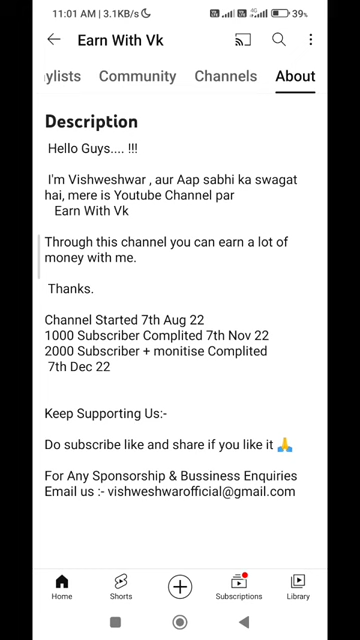 11:01 AM | 3.1KB/s
4G
39%
Earn With Vk
ylists Community Channels About
Description
Hello Guys.... !!!
I'm Vishweshwar , aur Aap sabhi ka swagat
hai, mere is Youtube Channel par
Earn With Vk
Through this channel you can earn a lot of
money with me.
Thanks.
Channel Started 7th Aug 22
1000 Subscriber Complited 7th Nov 22
2000 Subscriber + monitise Complited
7th Dec 22
Keep Supporting Us:-
Do subscribe like and share if you like it 🙏
For Any Sponsorship & Bussiness Enquiries
Email us :- vishweshwarofficial@gmail.com
Home Shorts Subscriptions Library